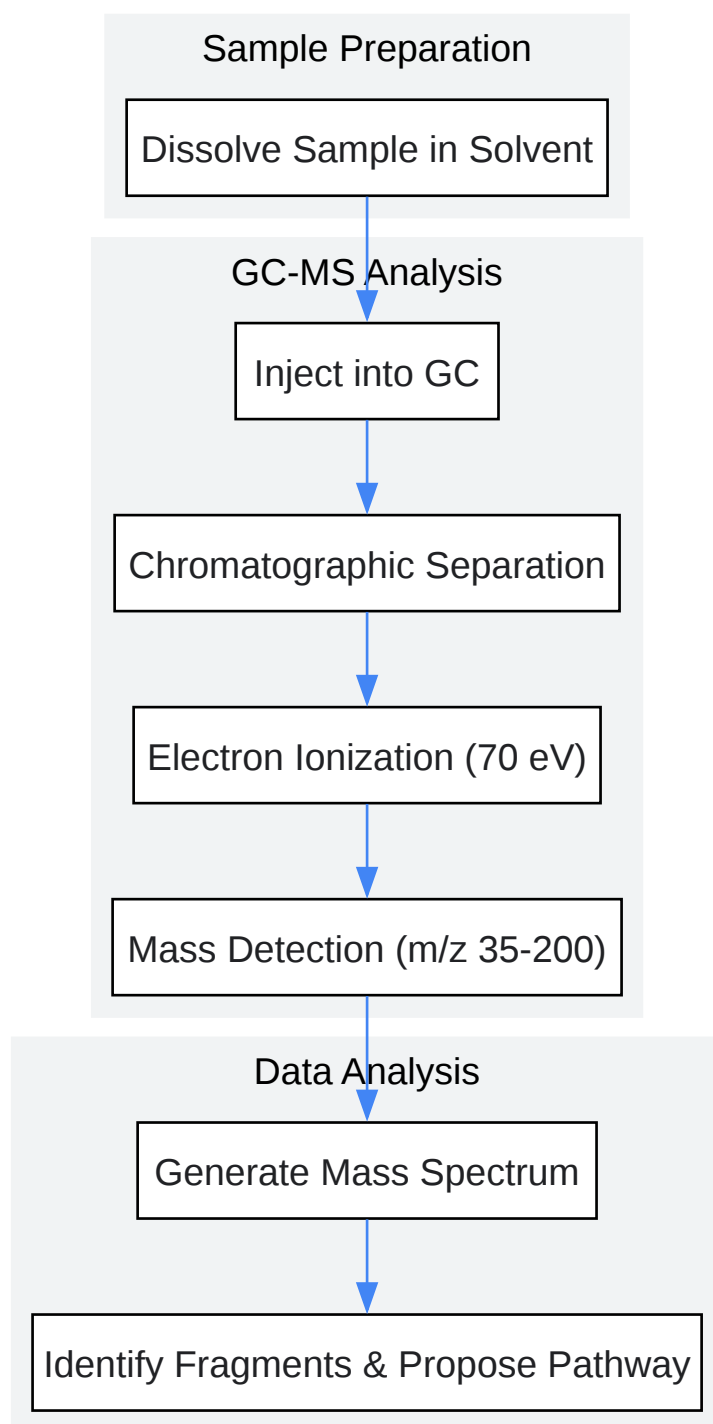 Sample Preparation
Dissolve Sample in Solvent
GC-MS Analysis
Inject into GC
Chromatographic Separation
Electron Ionization (70 eV)
Mass Detection (m/z 35-200)
Data Analysis
Generate Mass Spectrum
Identify Fragments & Propose Pathway